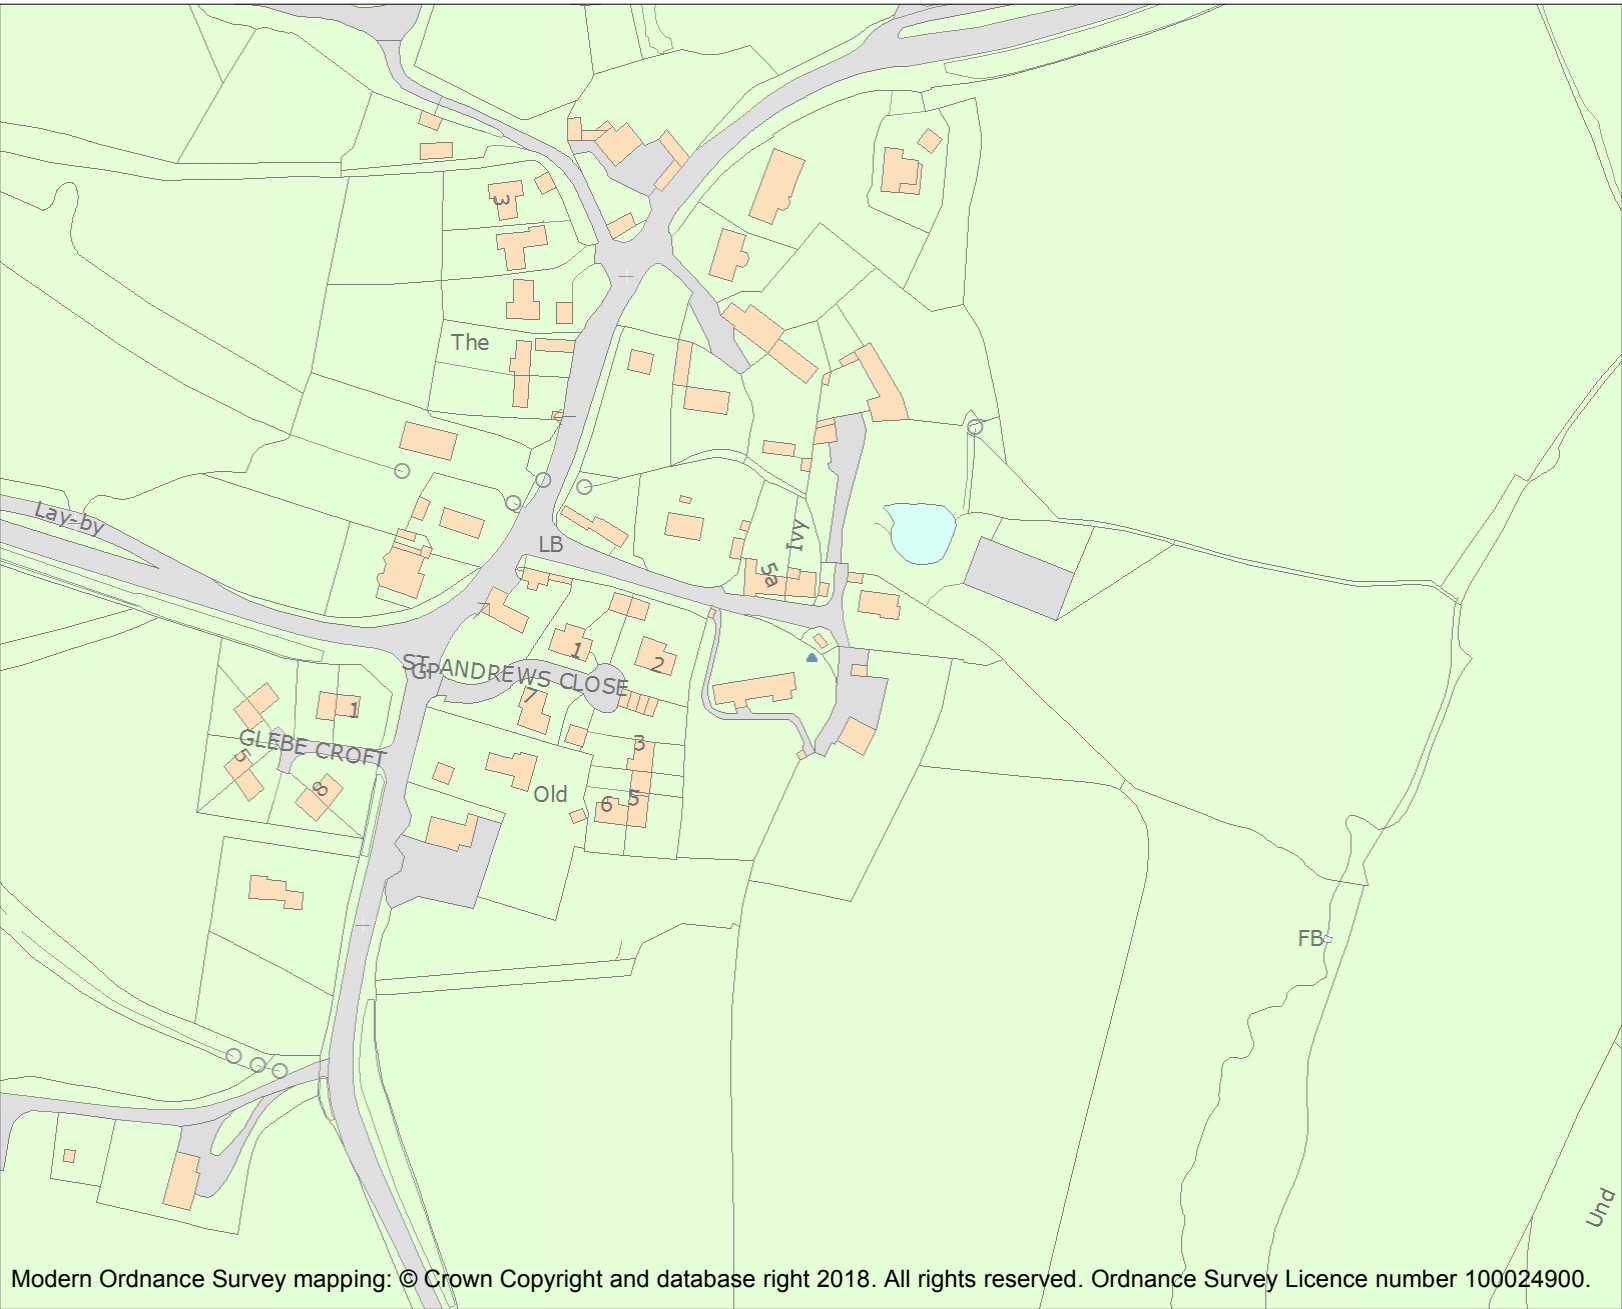 3
The
Lay-by
LB
Ivy
5a
1
2
ST ANDREWS CLOSE
GP
7
1
GLEBE CROFT
5
8
3
Old
6
5
FB
Und
Modern Ordnance Survey mapping: © Crown Copyright and database right 2018. All rights reserved. Ordnance Survey Licence number 100024900.